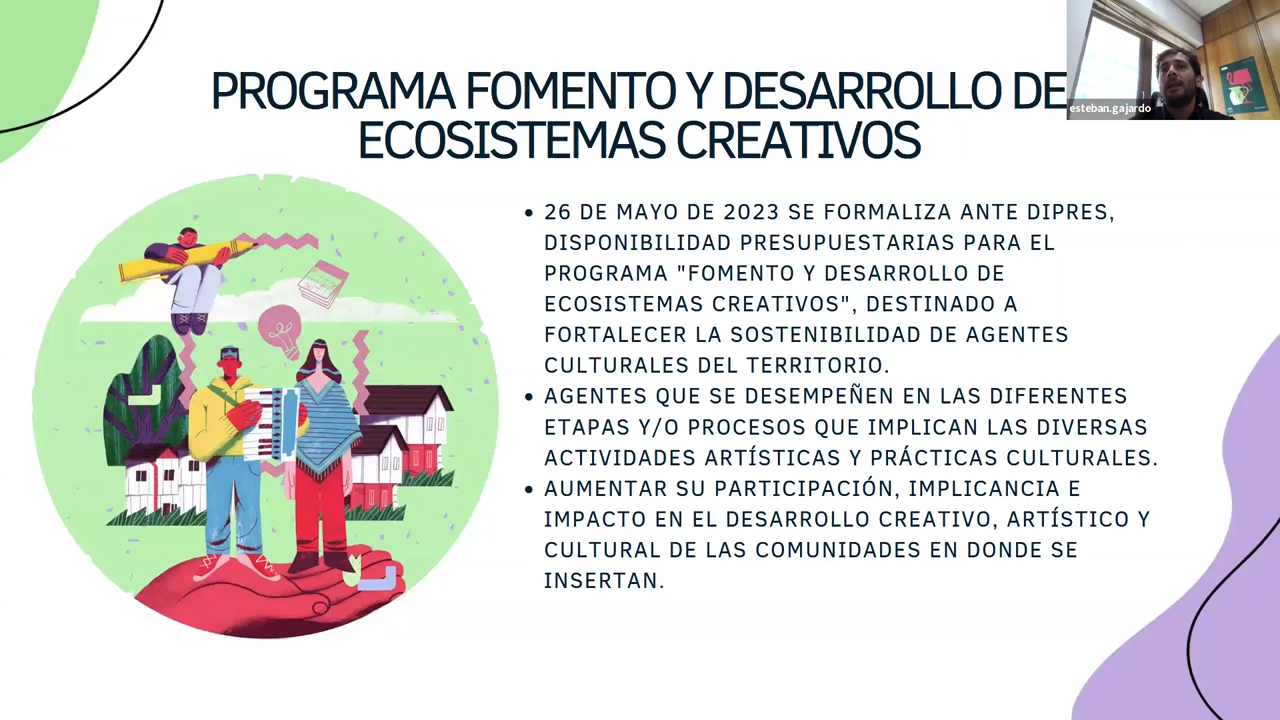 PROGRAMA FOMENTO Y DESARROLLO DE
ECOSISTEMAS CREATIVOS
esteban.gajardo
• 26 DE MAYO DE 2023 SE FORMALIZA ANTE DIPRES,
DISPONIBILIDAD PRESUPUESTARIAS PARA EL
PROGRAMA "FOMENTO Y DESARROLLO DE
ECOSISTEMAS CREATIVOS", DESTINADO A
FORTALECER LA SOSTENIBILIDAD DE AGENTES
CULTURALES DEL TERRITORIO.
• AGENTES QUE SE DESEMPEÑEN EN LAS DIFERENTES
ETAPAS Y/O PROCESOS QUE IMPLICAN LAS DIVERSAS
ACTIVIDADES ARTÍSTICAS Y PRÁCTICAS CULTURALES.
• AUMENTAR SU PARTICIPACIÓN, IMPLICANCIA E
IMPACTO EN EL DESARROLLO CREATIVO, ARTÍSTICO Y
CULTURAL DE LAS COMUNIDADES EN DONDE SE
INSERTAN.